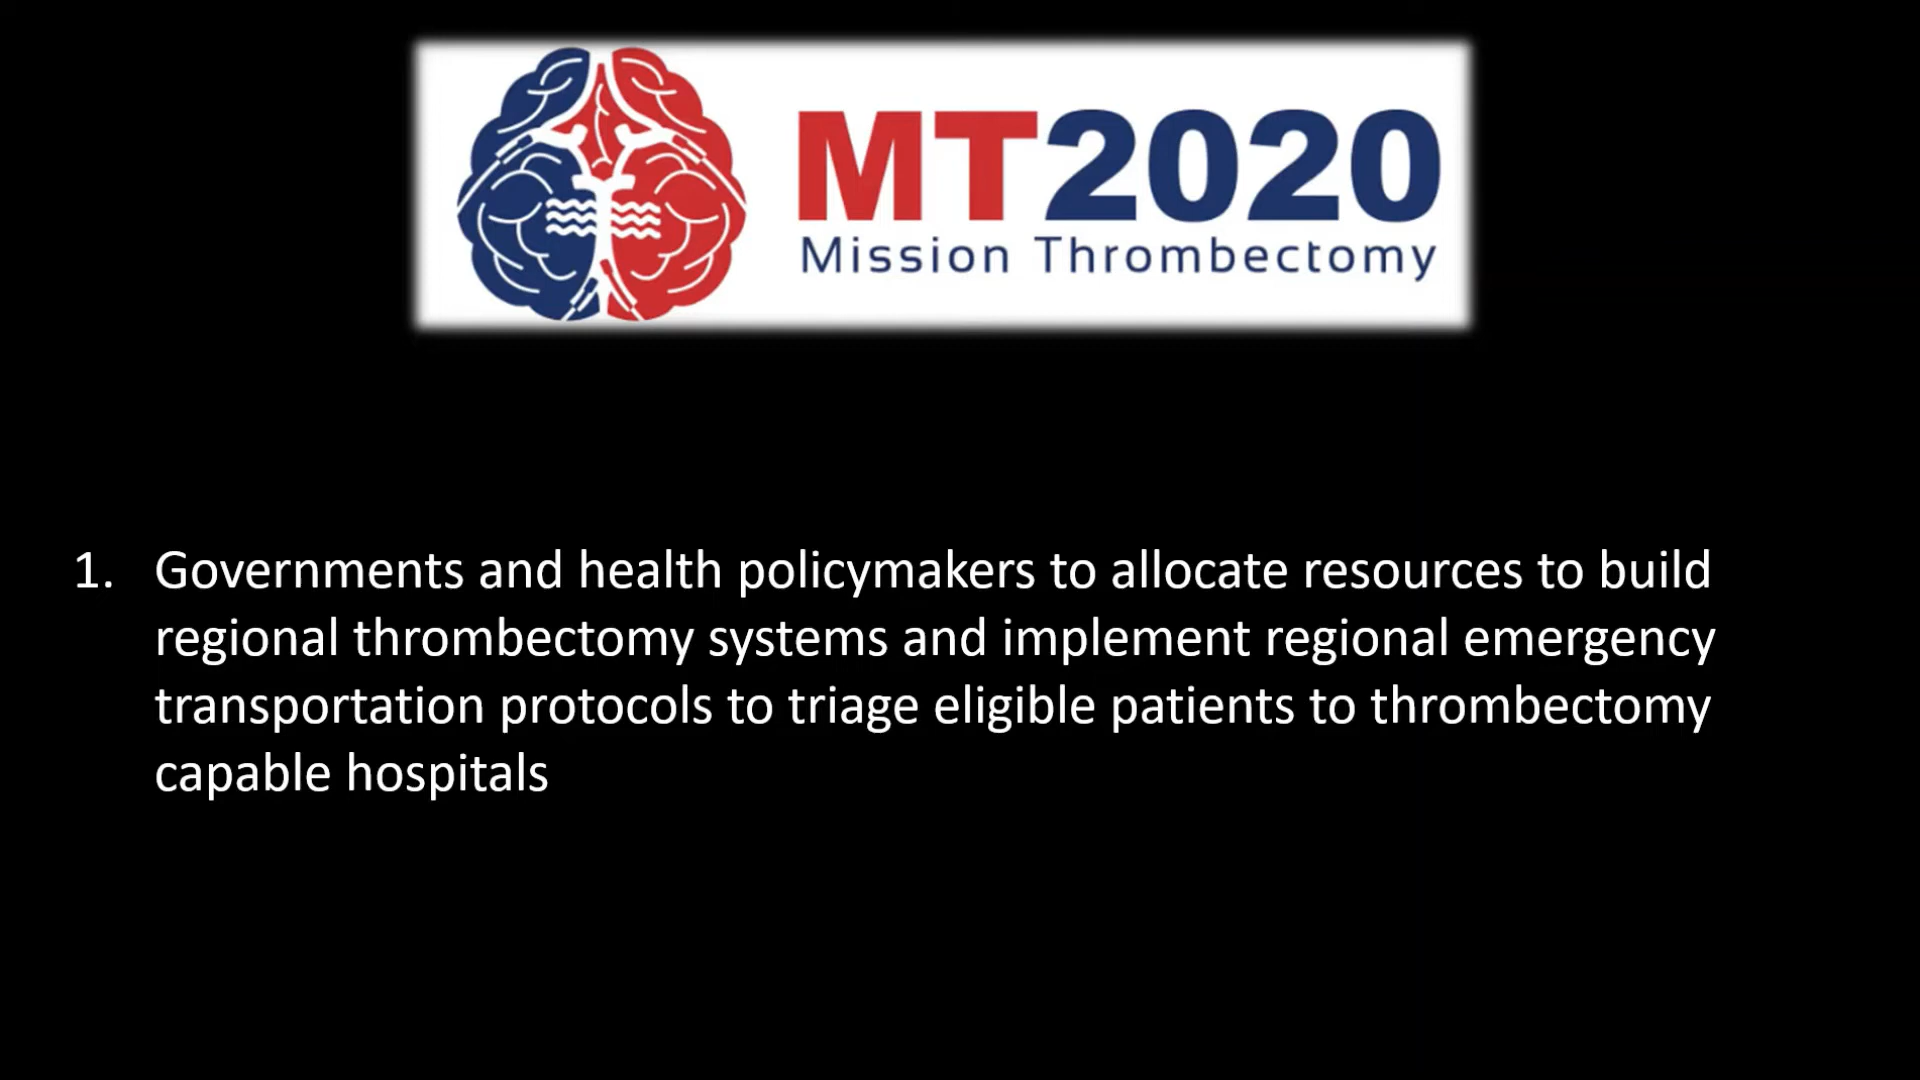 MT2020
Mission Thrombectomy
1. Governments and health policymakers to allocate resources to build
regional thrombectomy systems and implement regional emergency
transportation protocols to triage eligible patients to thrombectomy
capable hospitals